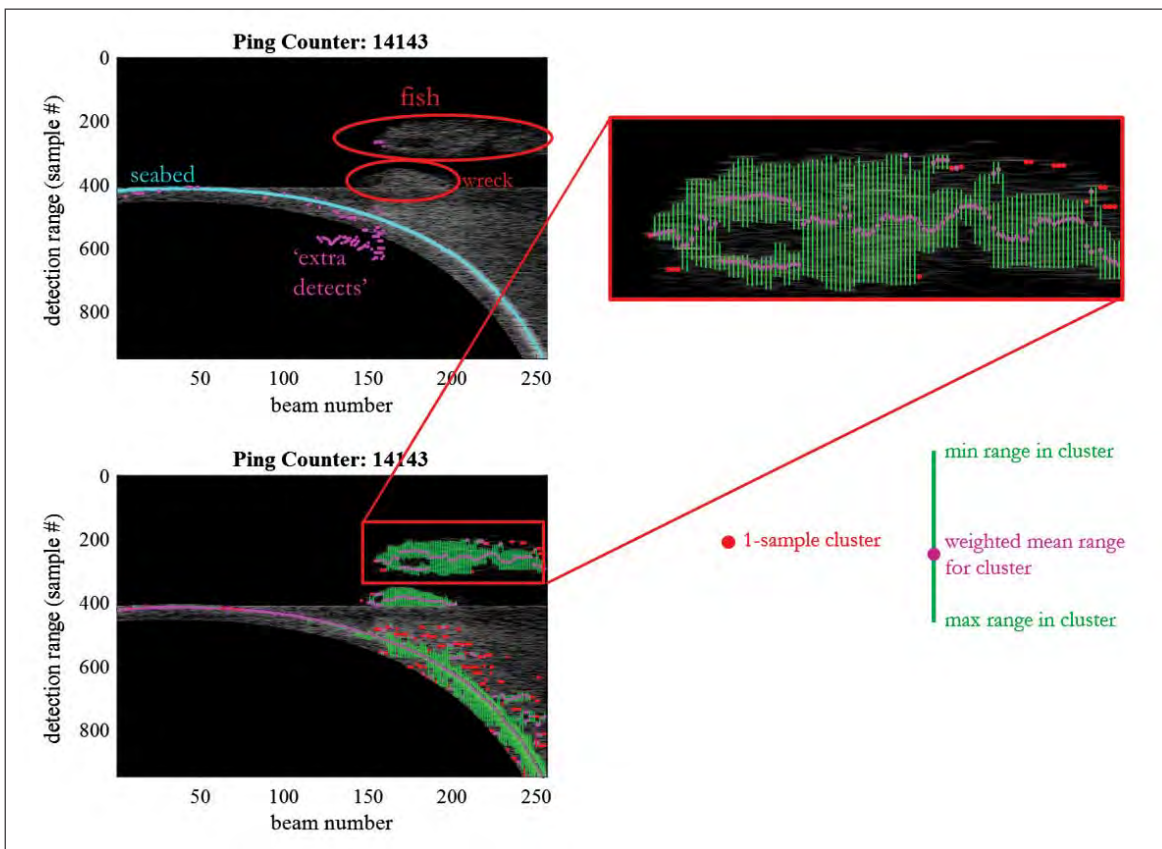 Ping Counter: 14143
0
200
400
600
800
detection range (sample #)
fish
seabed
wreck
'extra
detects'
50
100
150
200
250
beam number
Ping Counter: 14143
0
200
400
600
800
detection range (sample #)
50
100
150
200
250
beam number
1-sample cluster
min range in cluster
weighted mean range
for cluster
max range in cluster